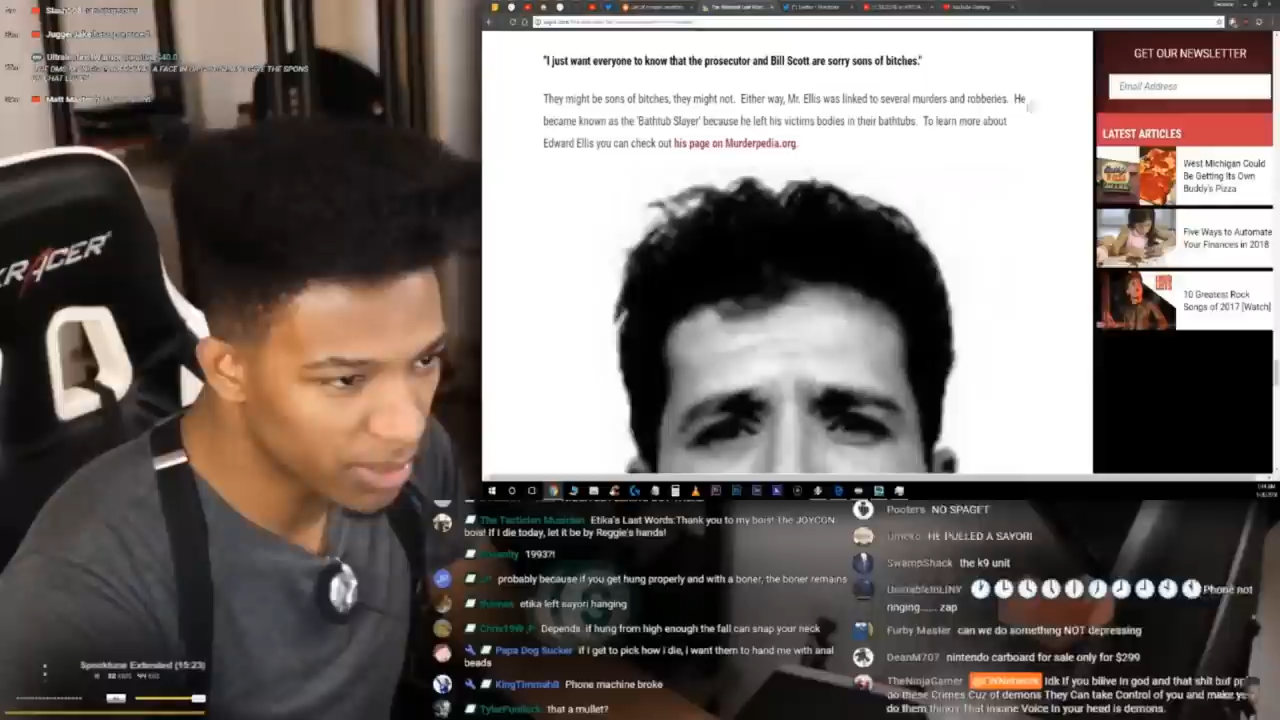 "I just want everyone to know that the prosecutor and Bill Scott are sorry sons of bitches."
They might be sons of bitches, they might not. Either way, Mr. Ellis was linked to several murders and robberies. He
became known as the 'Bathtub Slayer' because he left his victims bodies in their bathtubs. To learn more about
Edward Ellis you can check out his page on Murderpedia.org.
GET OUR NEWSLETTER
Email Address
LATEST ARTICLES
West Michigan Could
Be Getting Its Own
Buddy's Pizza
Five Ways to Automate
Your Finances in 2018
10 Greatest Rock
Songs of 2017 [Watch]
RACER
The Tactician Musician Etika's Last Words:Thank you to my bois! The JOYCON
bois! If I die today, let it be by Reggie's hands!
1993?!
probably because if you get hung properly and with a boner, the boner remains
etika left sayori hanging
Depends, if hung from high enough the fall can snap your neck
Papa Dog Sucker if i got to pick how i die, i want them to hand me with anal
beads
KingTimmah8 Phone machine broke
that a mullet?
Pooters NO SPAGET
HE PULLED A SAYORI
SwampShack the k9 unit
Phone not
ringing...... zap
Furby Master can we do something NOT depressing
DeanM707 nintendo carboard for sale only for $299
TheNinjaGamer Idk if you bilive in god and that shit but
do these Crimes Cuz of demons They Can take Control of you and make
do them things That insane Voice In your head is demons.
Spooktune Extended (15:23)